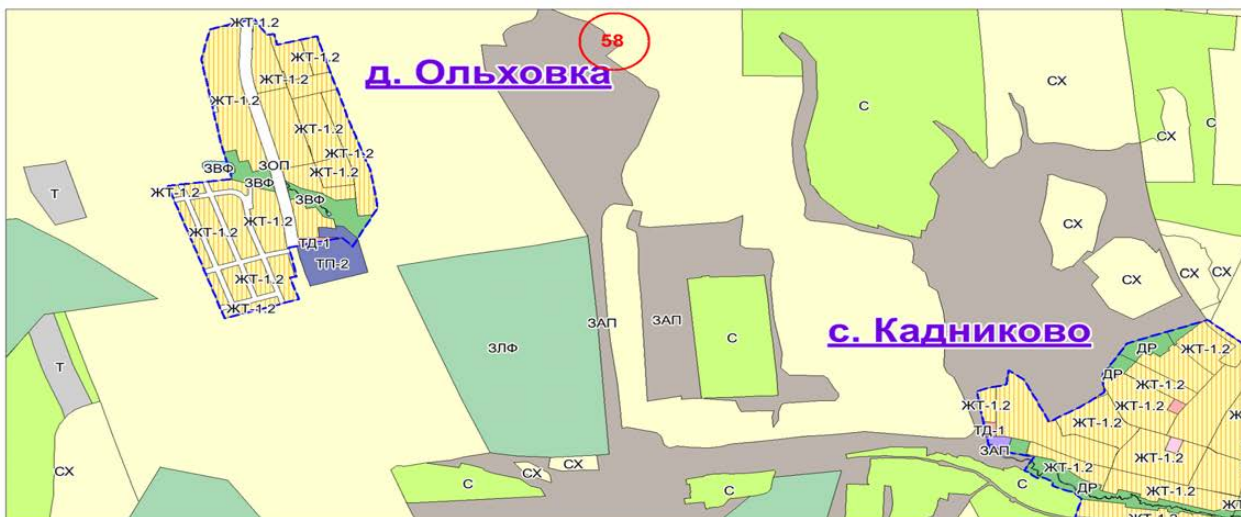 ЖТ-1.2
58
ЖТ-1.2
д. Ольховка
СХ
ЖТ-1.2
ЖТ-1.2
С
ЖТ-1.2
СХ
С
ЖТ-1.2
ЗВФ
ЗОП
ЖТ-1.2
Т
ЗВФ
ЖТ-1.2
ЗВФ
СХ
ЖТ-1.2
ЖТ-1.2
ТД-1
ТП-2
ЖТ-1.2
СХ
СХ
СХ
ЖТ-1.2
ЗАП
ЗАП
с. Кадниково
С
ЗЛФ
ДР
ЖТ-1.2
Т
ДР
ЖТ-1.2
ЖТ-1.2
ЖТ-1.2
ЖТ-1.2
ТД-1
ЗАП
ЖТ-1.2
СХ
СХ
СХ
ЖТ-1.2
С
С
С
ДР
ЖТ-1.2
ЖТ-1.2